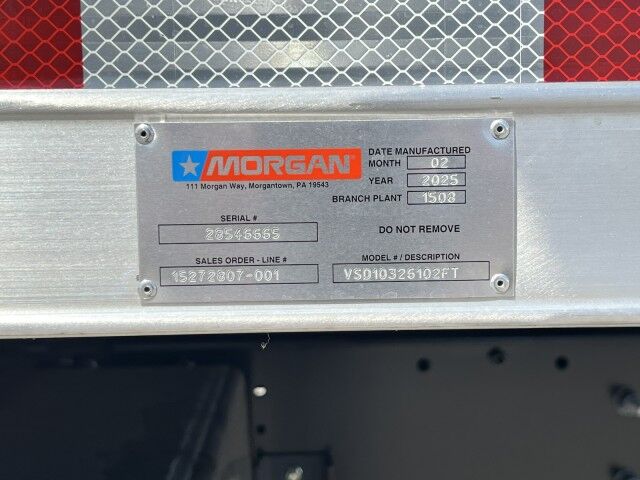 MORGAN
111 Morgan Way, Morgantown, PA 19543
DATE MANUFACTURED
MONTH 02
YEAR 2025
BRANCH PLANT 1508
SERIAL #
28546665
DO NOT REMOVE
SALES ORDER - LINE #
15272807-001
MODEL # / DESCRIPTION
VSD10326102FT